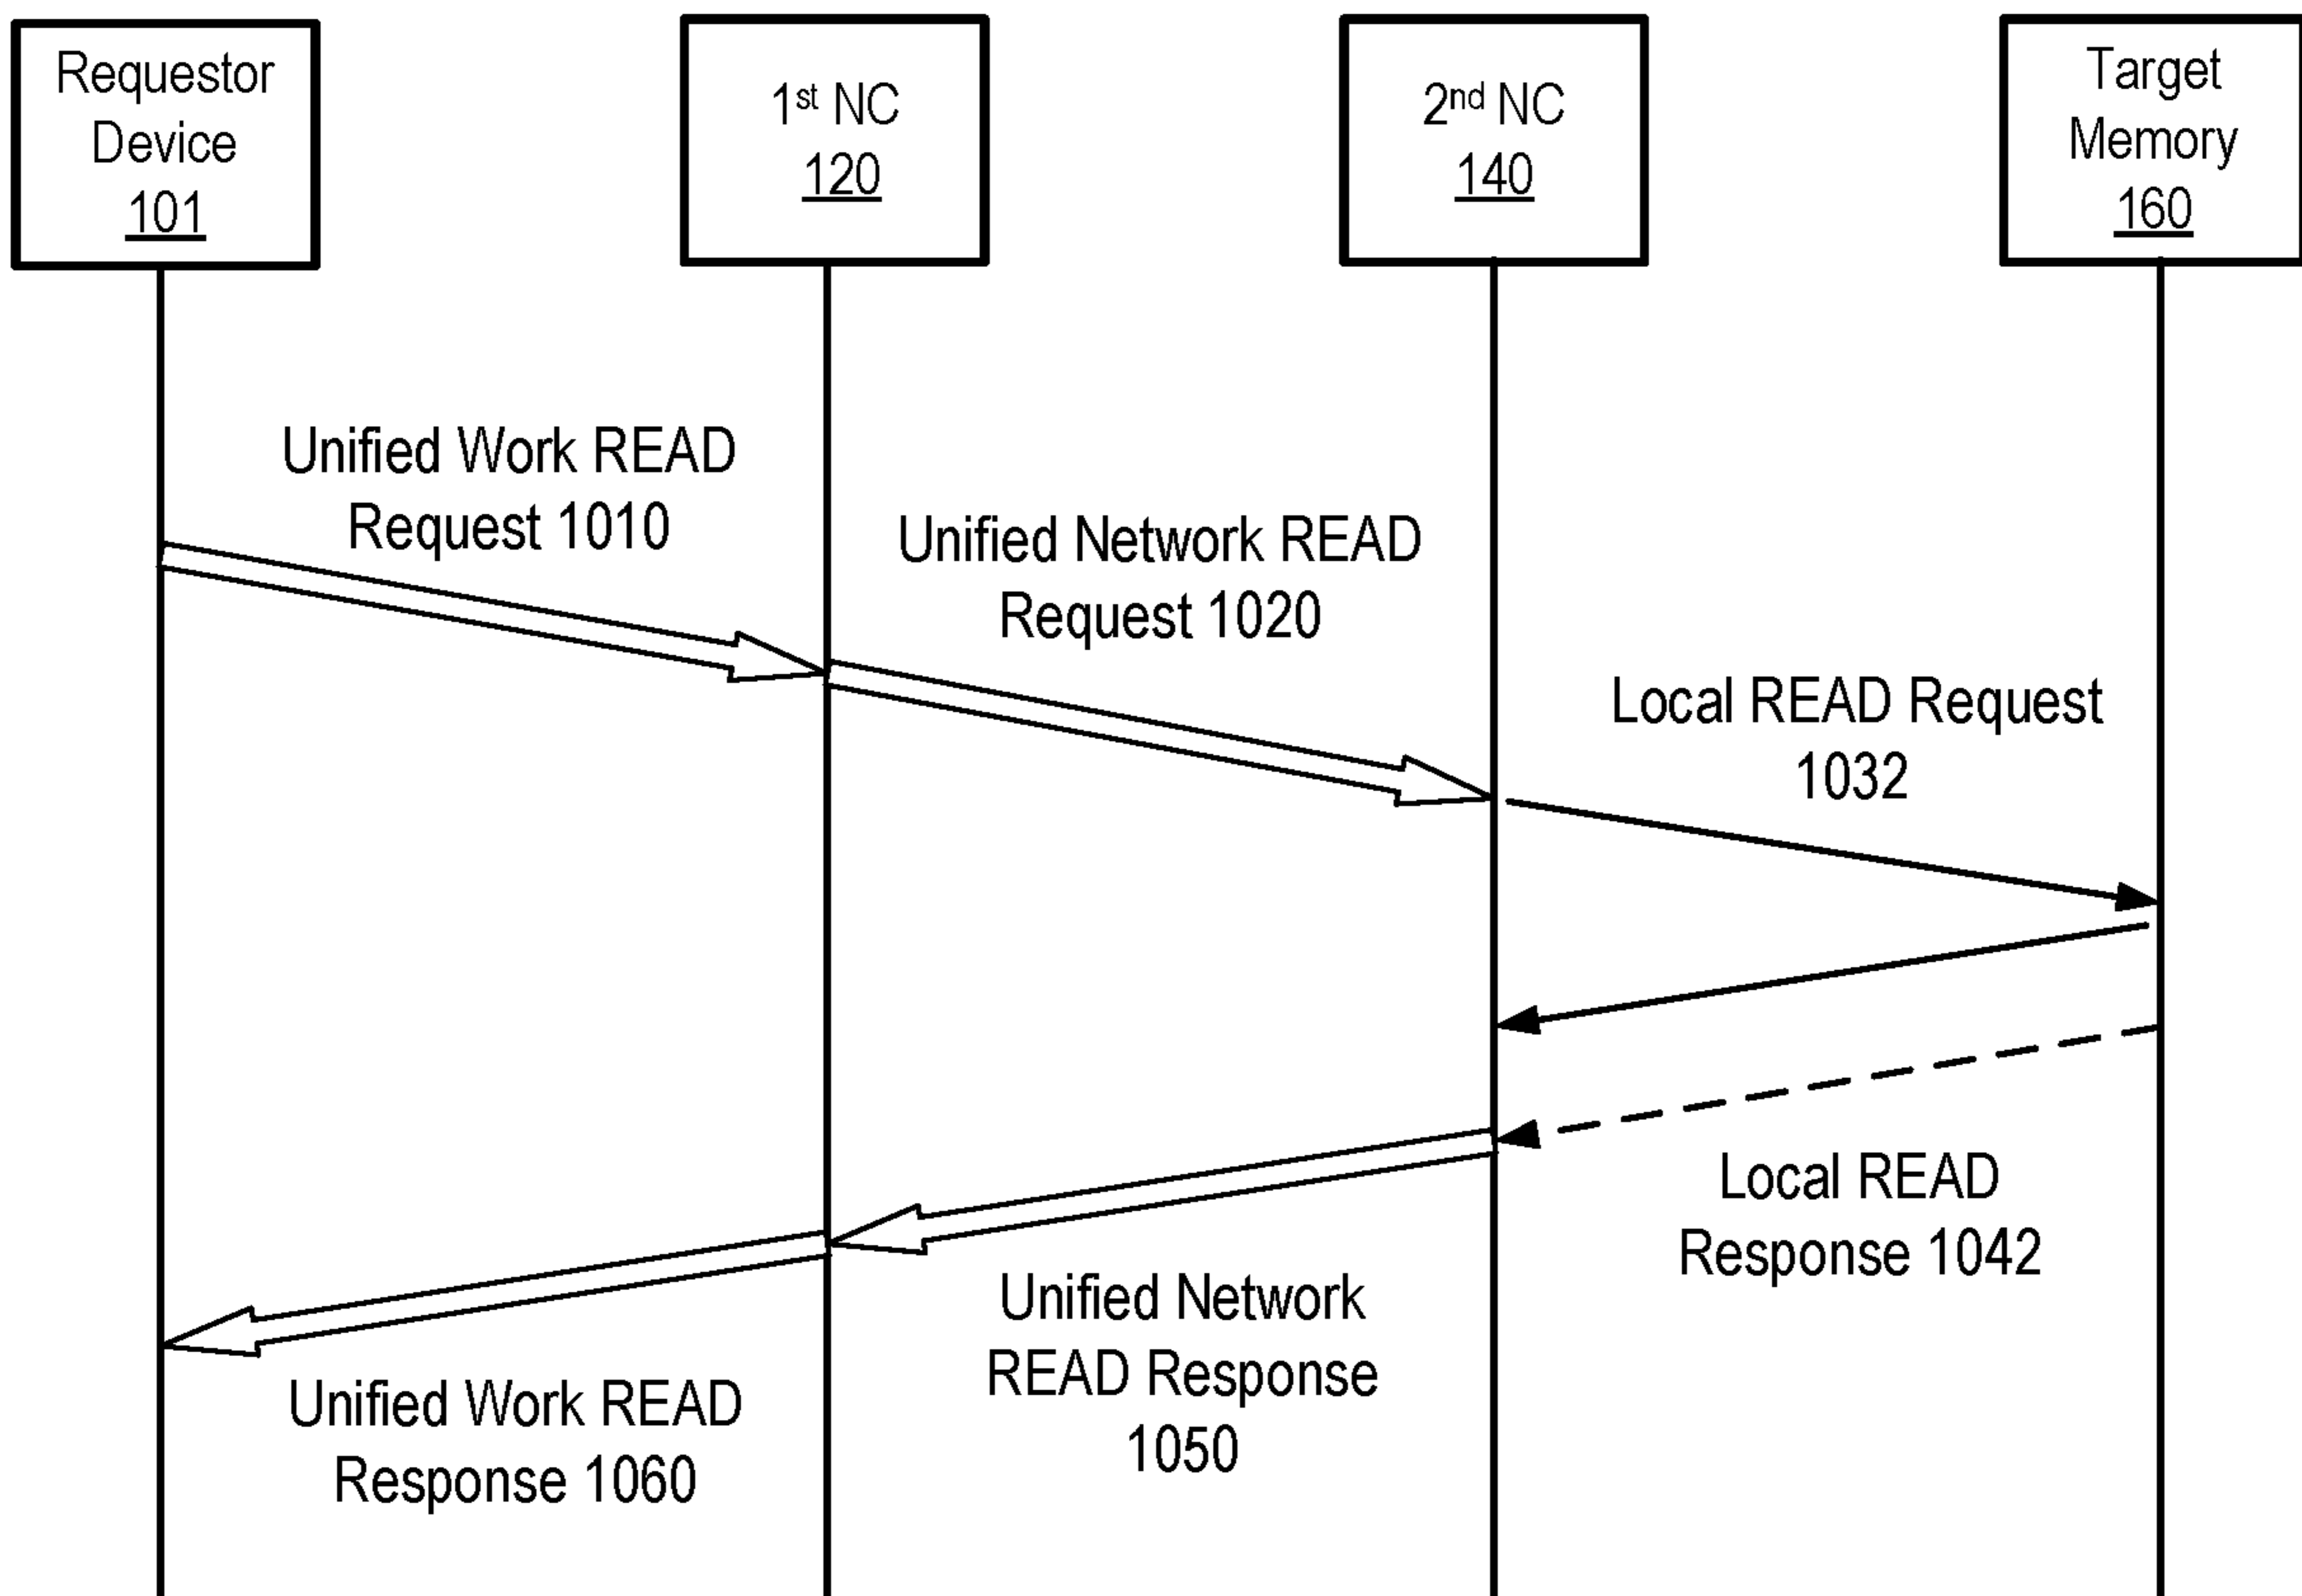 Requestor
Device
101
1st NC
120
2nd NC
140
Target
Memory
160
Unified Work READ
Request 1010
Unified Network READ
Request 1020
Local READ Request
1032
Local READ
Response 1042
Unified Network
READ Response
1050
Unified Work READ
Response 1060